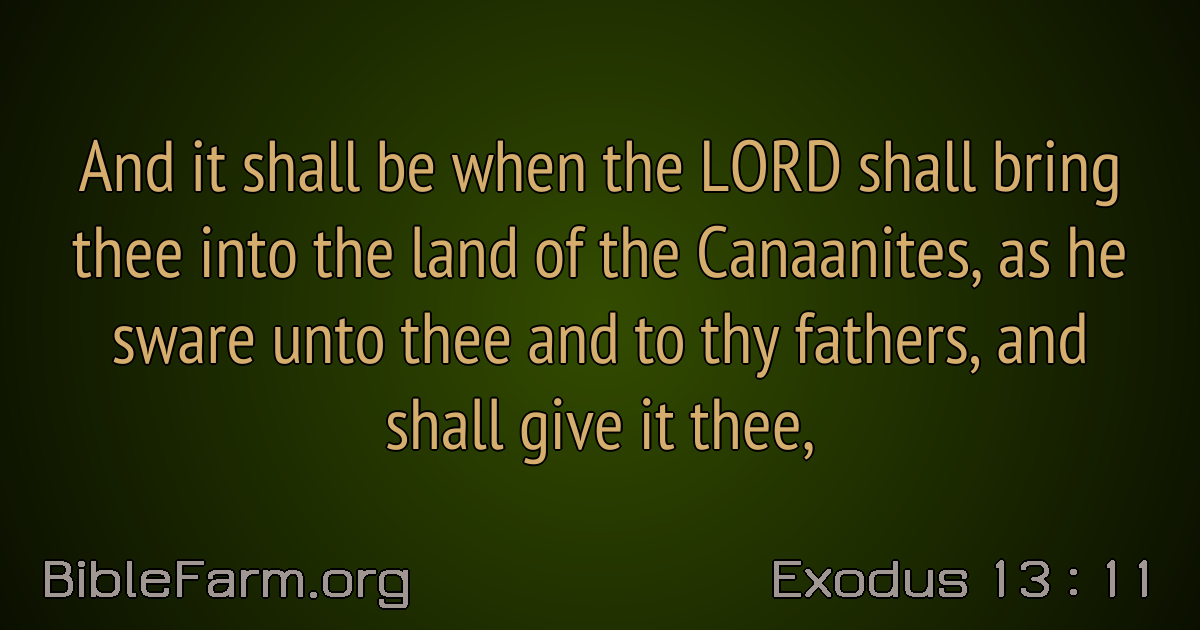 And it shall be when the LORD shall bring
thee into the land of the Canaanites, as he
sware unto thee and to thy fathers, and
shall give it thee,
BibleFarm.org
Exodus 13 : 11